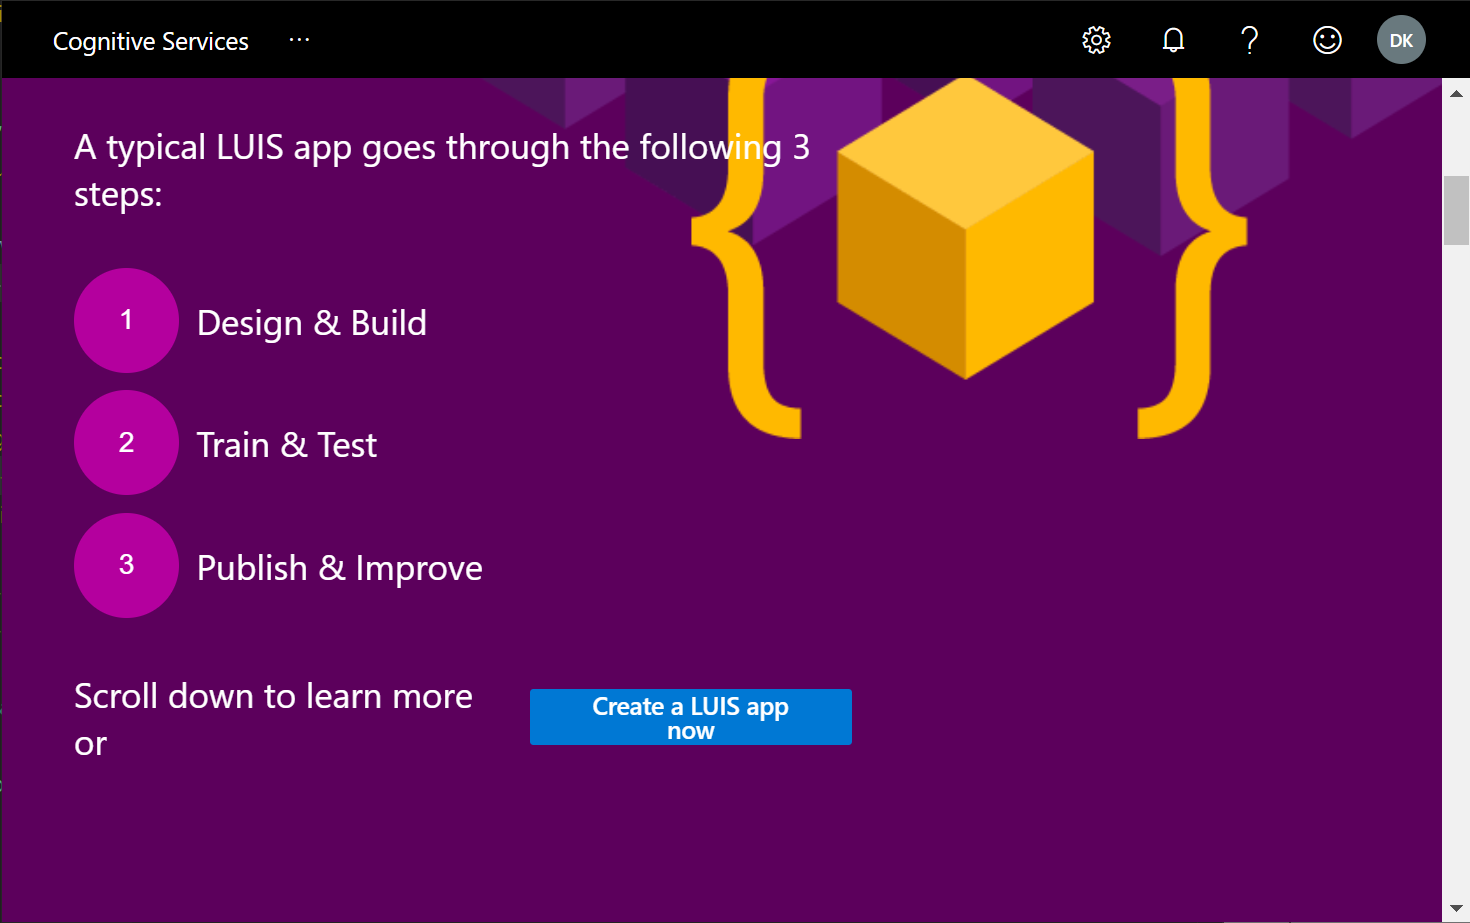 Cognitive Services ...
DK
A typical LUIS app goes through the following 3
steps:
1 Design & Build
2 Train & Test
3 Publish & Improve
Scroll down to learn more
or
Create a LUIS app
now